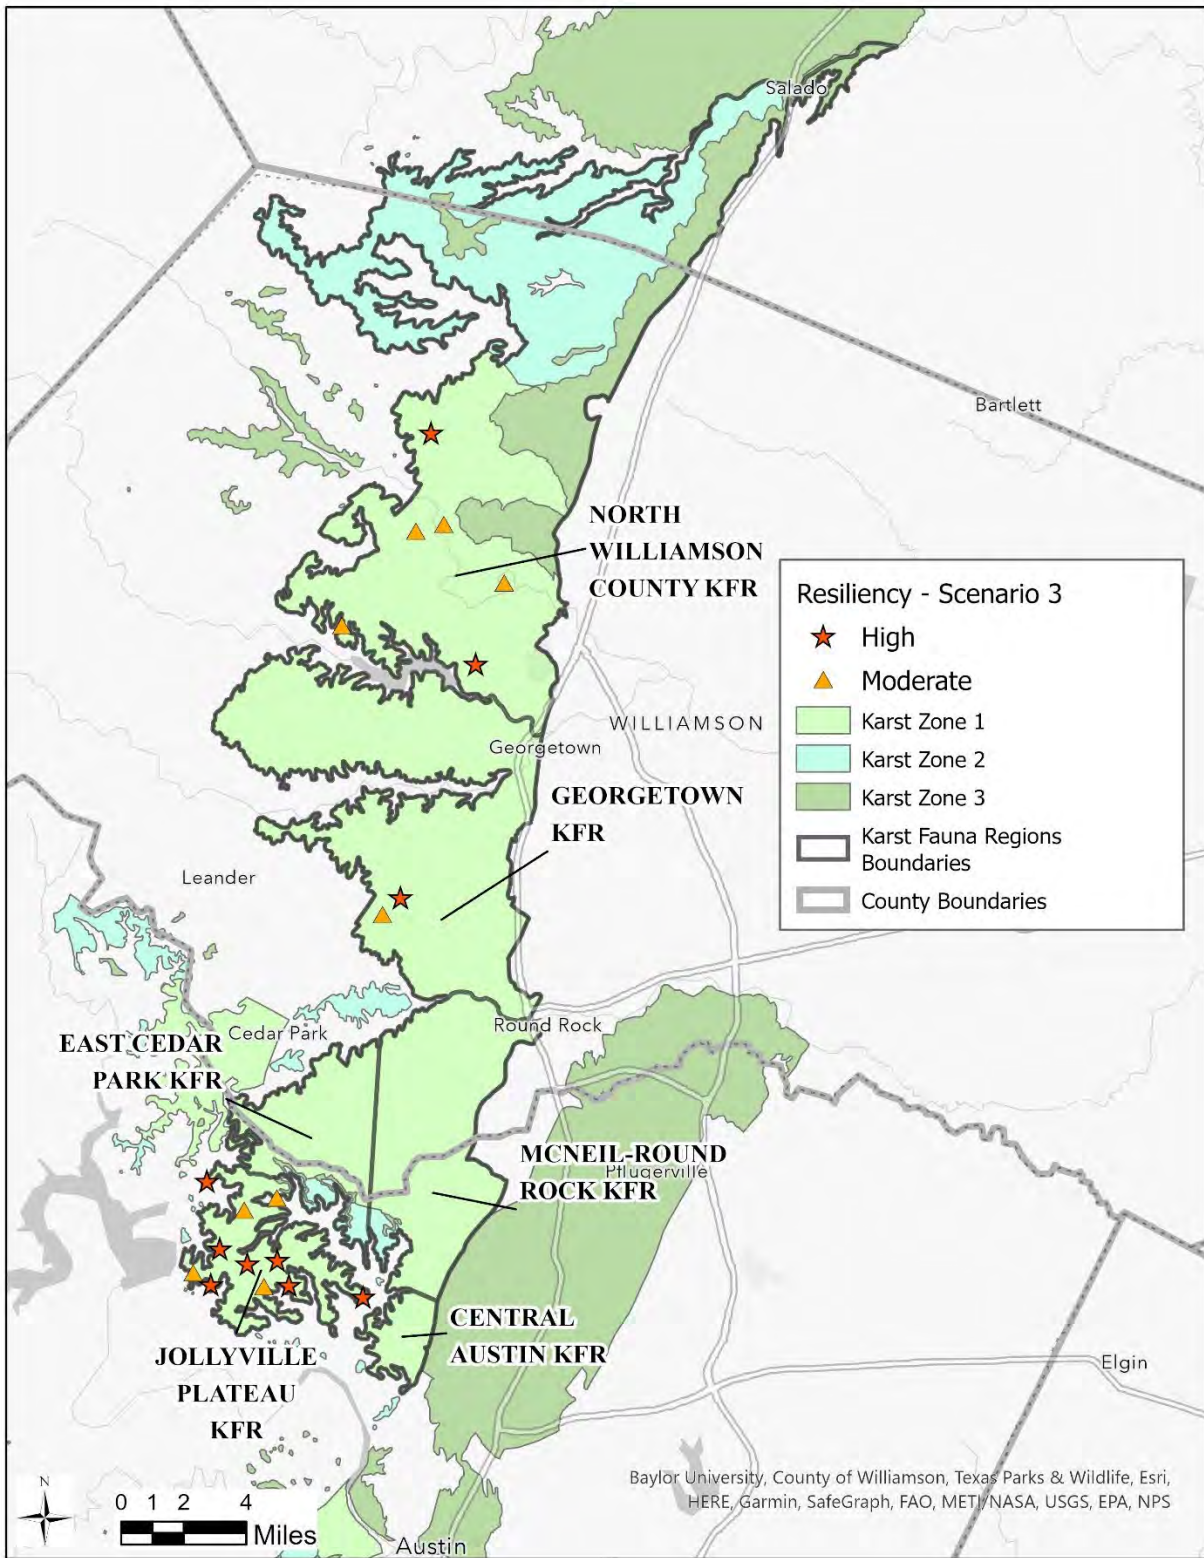 Salado
Bartlett
NORTH
WILLIAMSON
COUNTY KFR
Resiliency - Scenario 3
High
Moderate
Karst Zone 1
Karst Zone 2
Karst Zone 3
Karst Fauna Regions
Boundaries
County Boundaries
WILLIAMSON
Georgetown
GEORGETOWN
KFR
Leander
Cedar Park
Round Rock
EAST CEDAR
PARK KFR
MCNEIL-ROUND
ROCK KFR
Pflugerville
CENTRAL
AUSTIN KFR
JOLLYVILLE
PLATEAU
KFR
Elgin
N
0 1 2 4
Miles
Austin
Baylor University, County of Williamson, Texas Parks & Wildlife, Esri,
HERE, Garmin, SafeGraph, FAO, METI/NASA, USGS, EPA, NPS